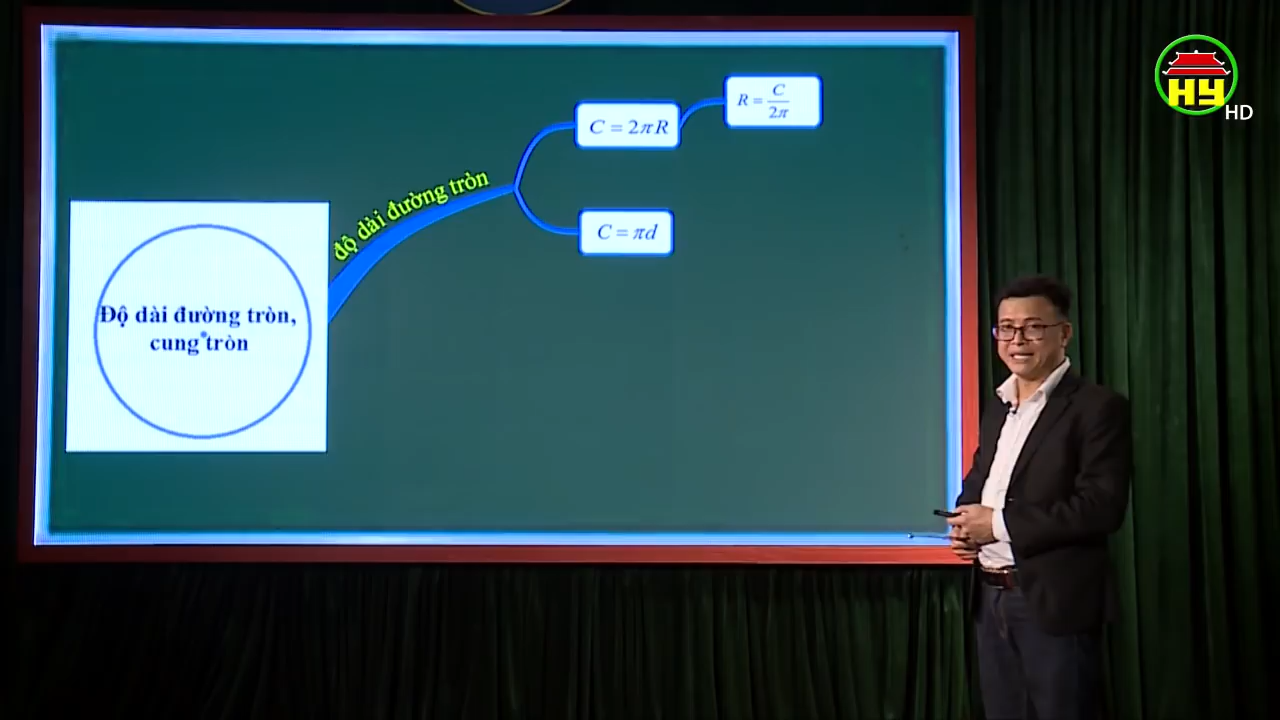 Độ dài đường tròn,
cung tròn
độ dài đường tròn
C = 2πR
R = C/2π
C = πd
HY
HD